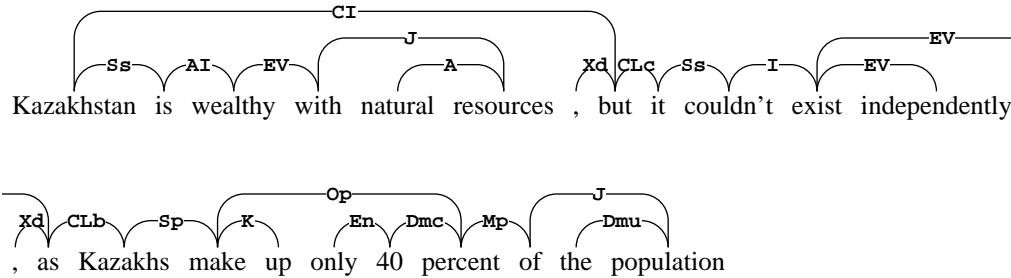 CI
J EV
Ss AI EV A Xd CLc Ss I EV
Kazakhstan is wealthy with natural resources , but it couldn't exist independently
Op J
Xd CLb Sp K En Dmc Mp Dmu
, as Kazakhs make up only 40 percent of the population